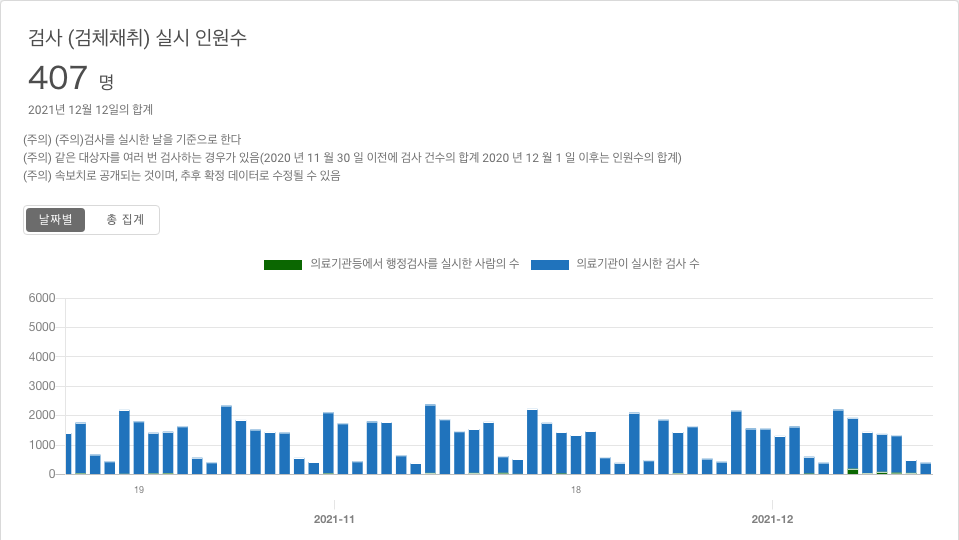 검사 (검체채취) 실시 인원수
407 명
2021년 12월 12일의 합계
(주의) (주의)검사를 실시한 날을 기준으로 한다
(주의) 같은 대상자를 여러 번 검사하는 경우가 있음(2020 년 11 월 30 일 이전에 검사 건수의 합계 2020 년 12 월 1 일 이후는 인원수의 합계)
(주의) 속보치로 공개되는 것이며, 추후 확정 데이터로 수정될 수 있음
날짜별 총 집계
의료기관등에서 행정검사를 실시한 사람의 수 의료기관이 실시한 검사 수
6000
5000
4000
3000
2000
1000
0
19 18
2021-11 2021-12